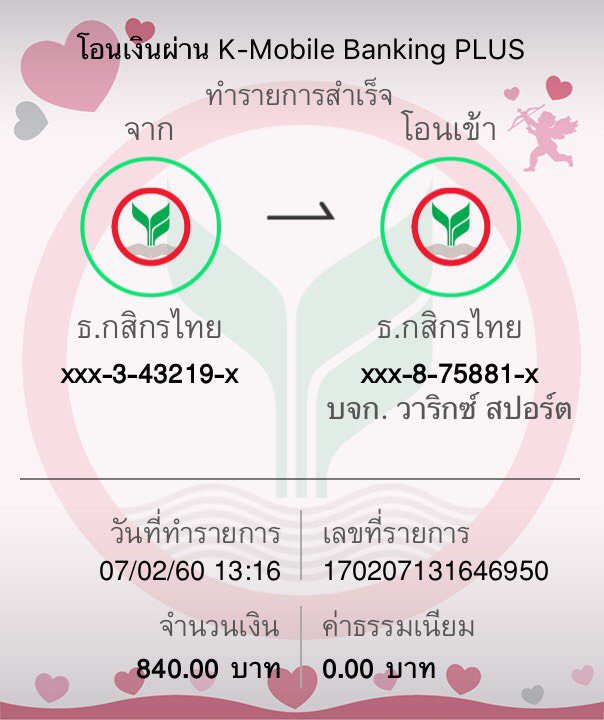 โอนเงินผ่าน K-Mobile Banking PLUS
ทำรายการสำเร็จ
จาก
โอนเข้า
ธ.กสิกรไทย
ธ.กสิกรไทย
xxx-3-43219-x
xxx-8-75881-x
บจก. วาริกซ์ สปอร์ต
วันที่ทำรายการ
เลขที่รายการ
07/02/60 13:16
170207131646950
จำนวนเงิน
ค่าธรรมเนียม
840.00 บาท
0.00 บาท